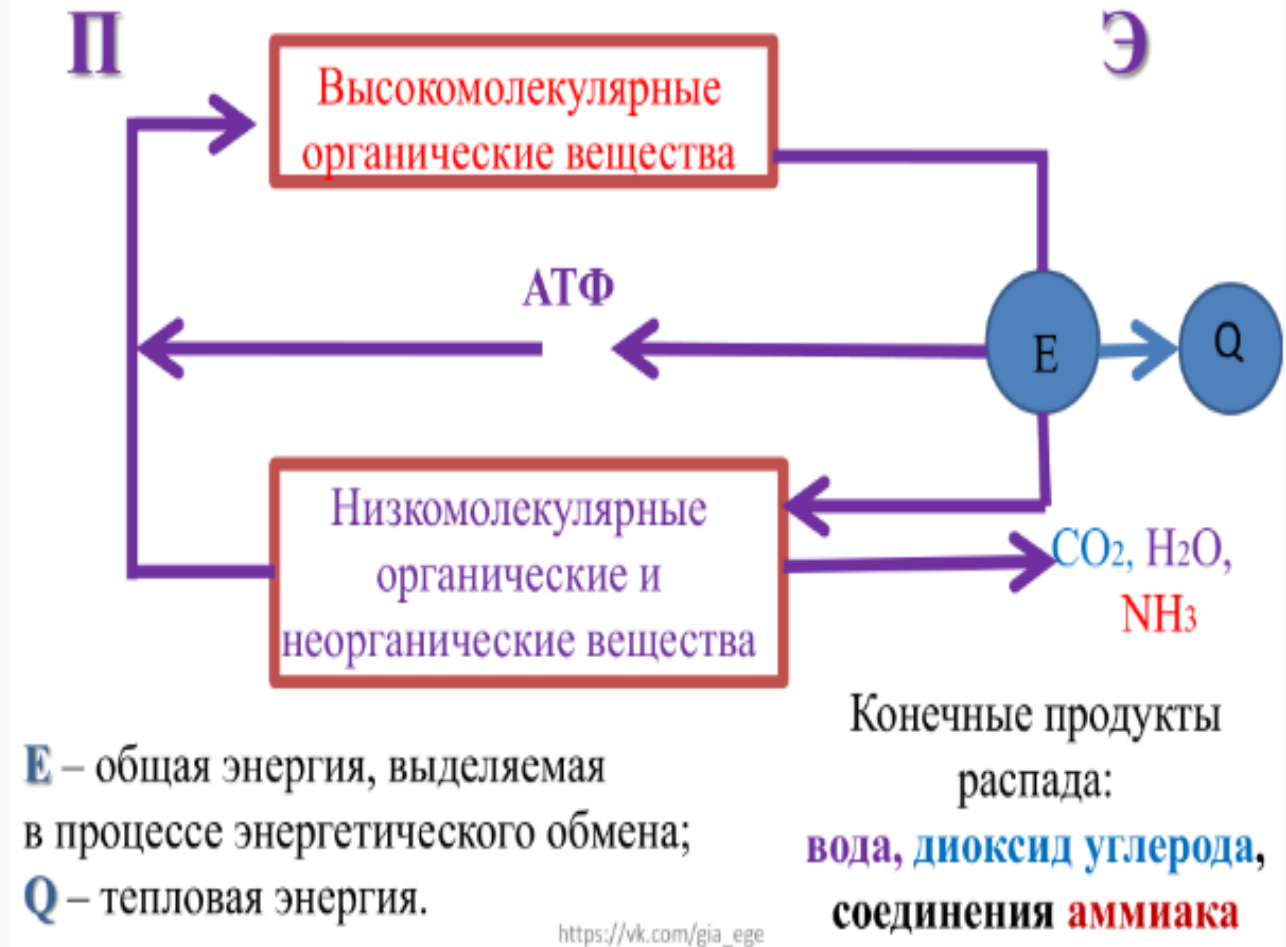 П
Э
Высокомолекулярные
органические вещества
АТФ
E
Q
Низкомолекулярные
органические и
неорганические вещества
CO2, H2O,
NH3
E – общая энергия, выделяемая
в процессе энергетического обмена;
Q – тепловая энергия.
Конечные продукты
распада:
вода, диоксид углерода,
соединения аммиака
https://vk.com/gia_ege